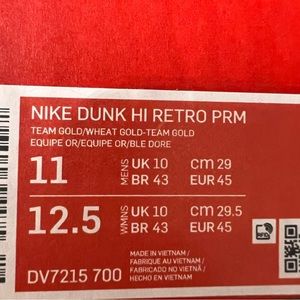 NIKE DUNK HI RETRO PRM
TEAM GOLD/WHEAT GOLD-TEAM GOLD
EQUIPE OR/EQUIPE OR/BLE DORE
11 MENS UK 10 CM 29
BR 43 EUR 45
12.5 WMNS UK 10 CM 29.5
BR 43 EUR 45
MADE IN VIETNAM /
FABRIQUE AU VIETNAM /
FABRICADO NO VIETNÃ /
HECHO EN VIETNAM
DV7215 700